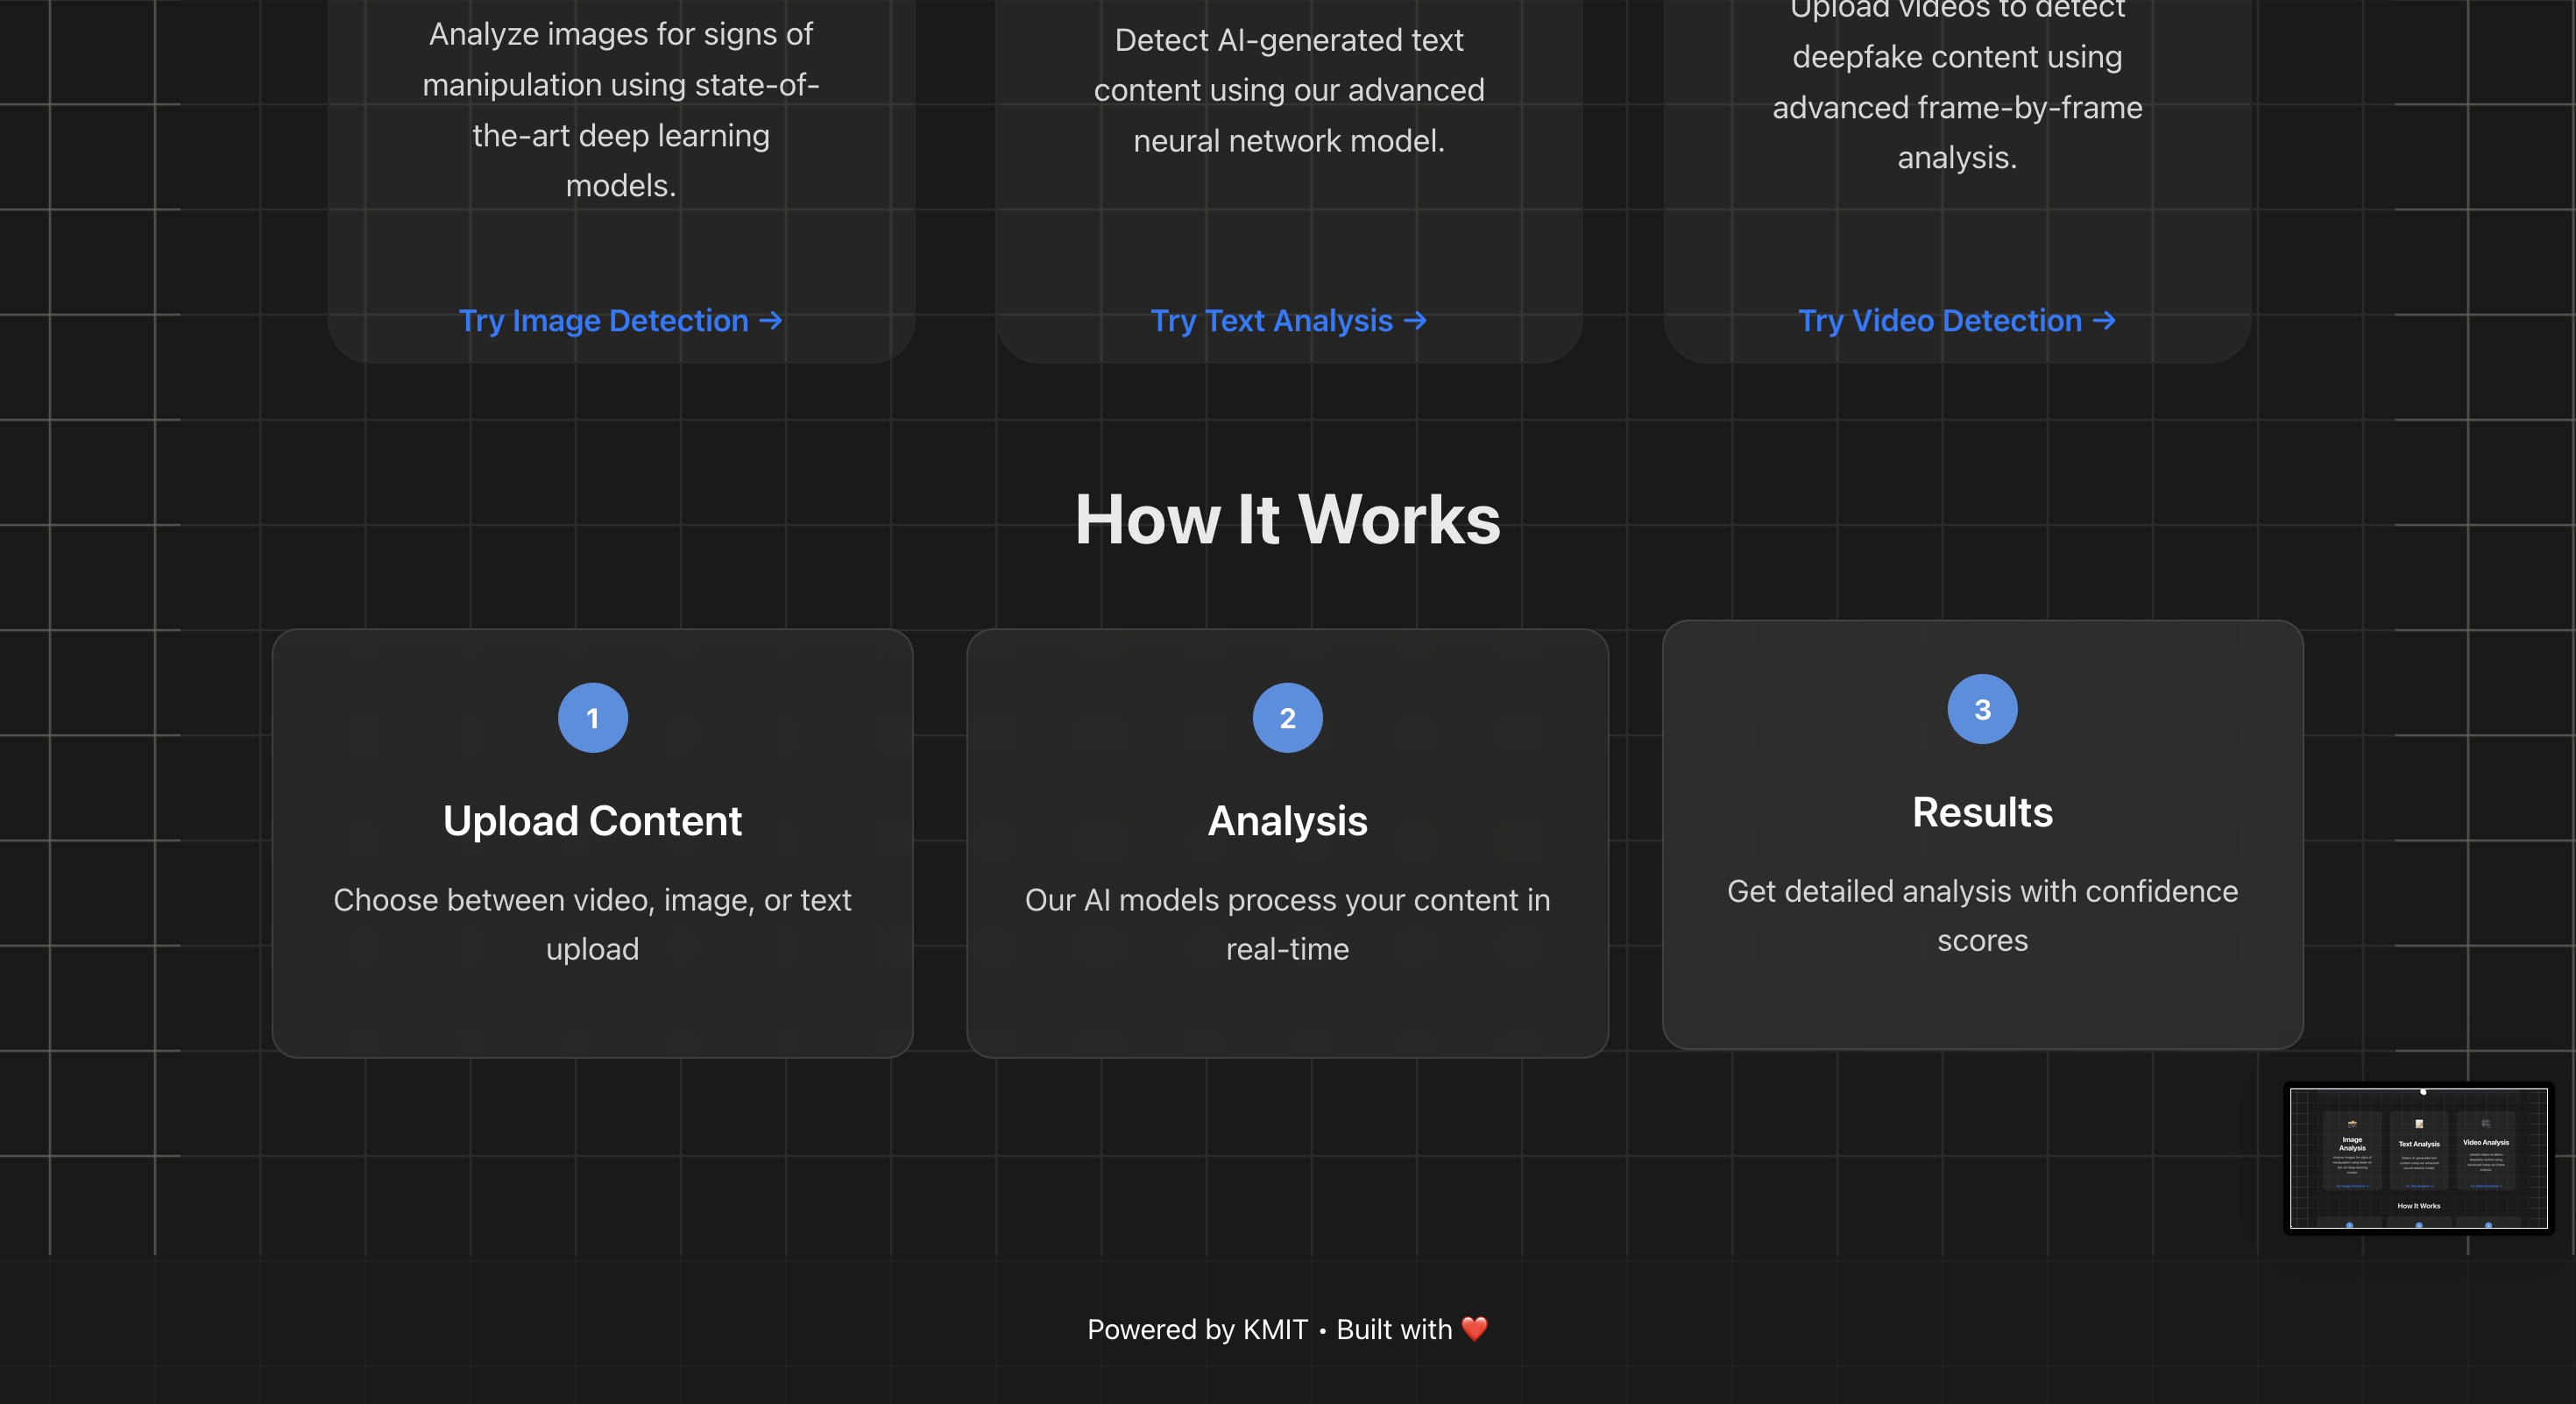 Analyze images for signs of
manipulation using state-of-
the-art deep learning
models.
Try Image Detection →
Detect AI-generated text
content using our advanced
neural network model.
Try Text Analysis →
Upload videos to detect
deepfake content using
advanced frame-by-frame
analysis.
Try Video Detection →
How It Works
1
Upload Content
Choose between video, image, or text
upload
2
Analysis
Our AI models process your content in
real-time
3
Results
Get detailed analysis with confidence
scores
Image
Analysis
Text Analysis
Video Analysis
How It Works
Powered by KMIT • Built with ❤️